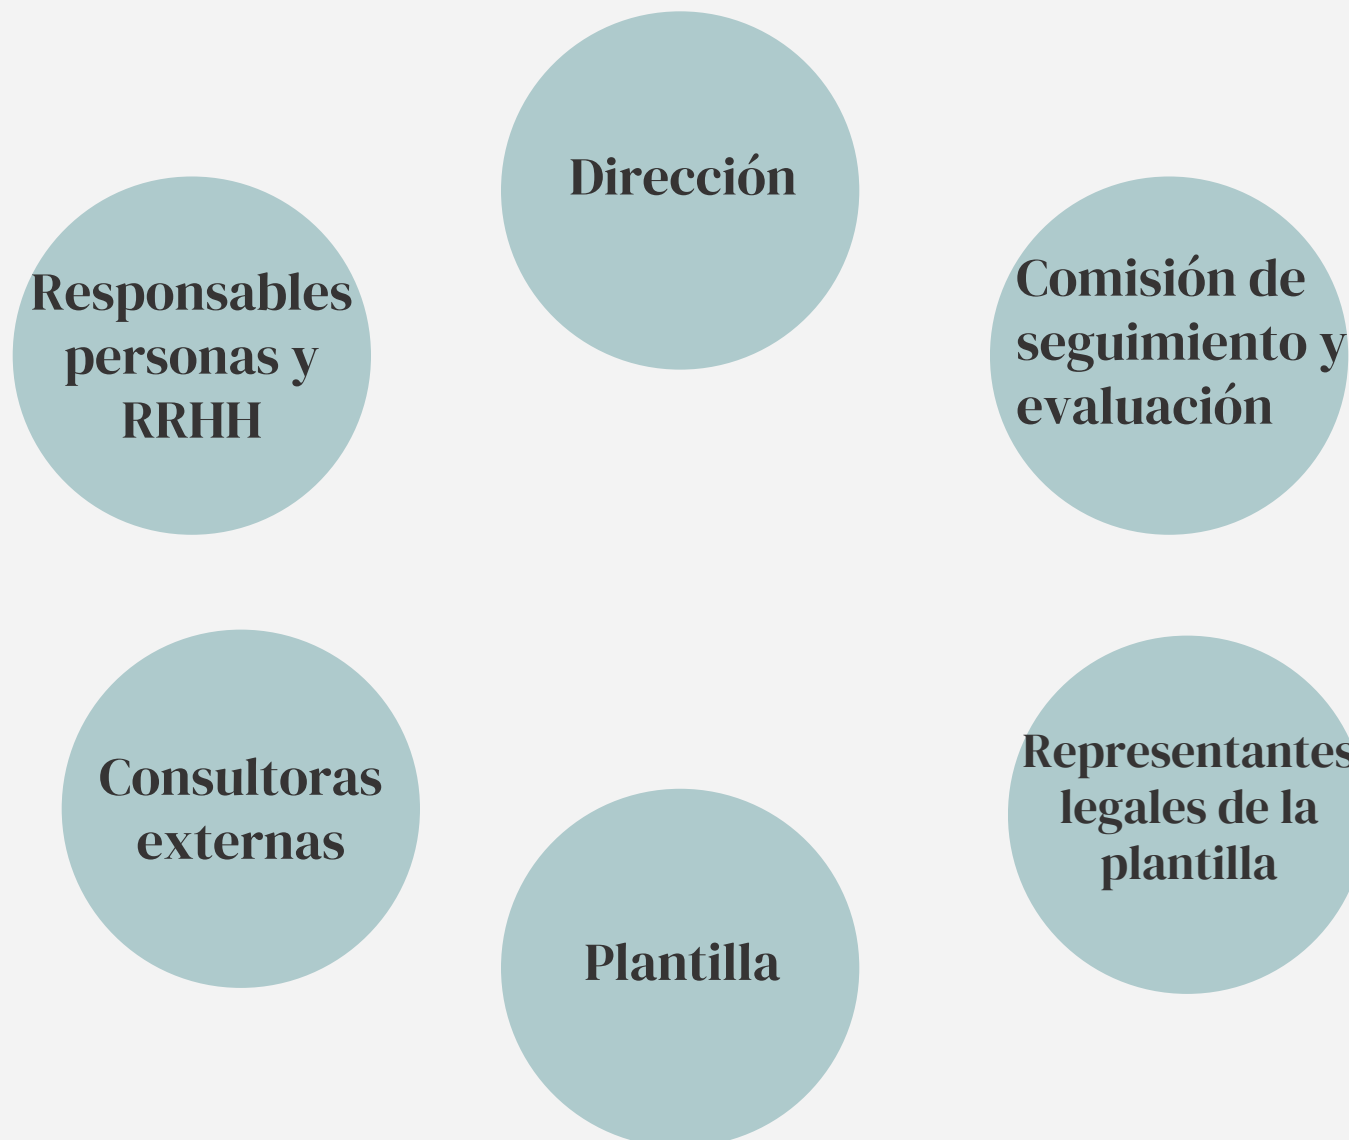 Dirección
Responsables
personas y
RRHH
Comisión de
seguimiento y
evaluación
Consultoras
externas
Representantes
legales de la
plantilla
Plantilla